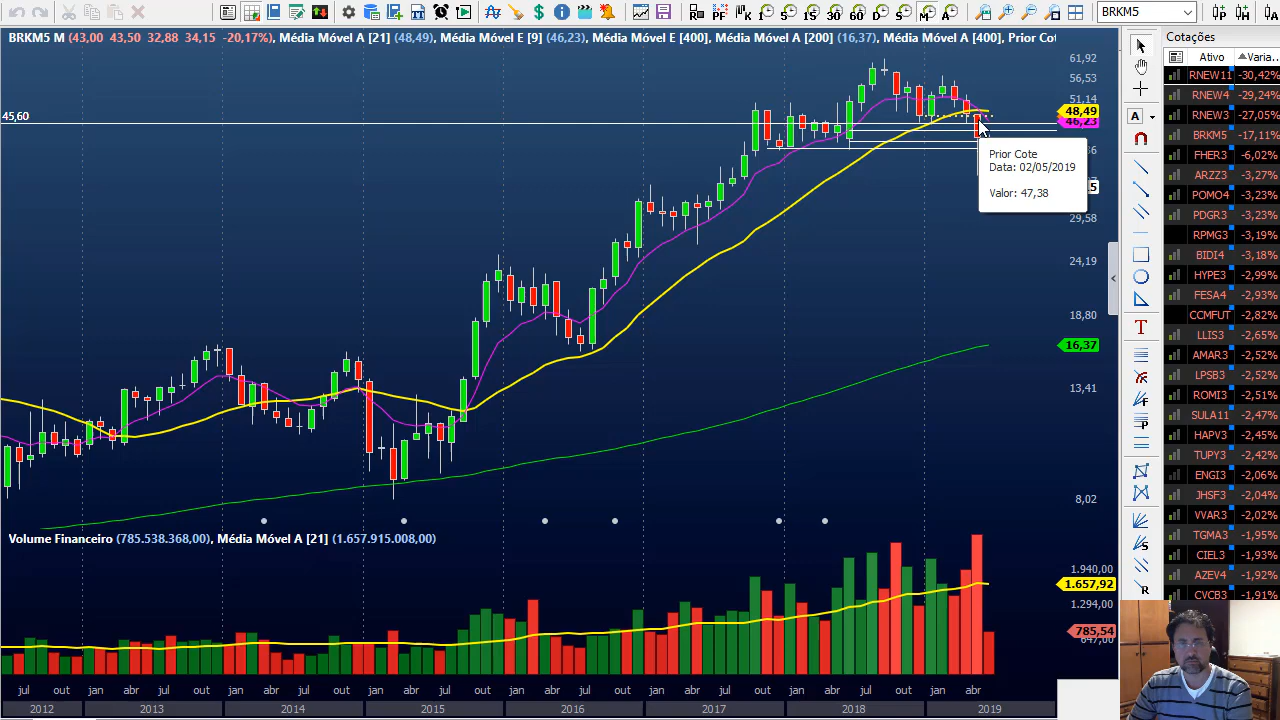 5 15 30 60 D S M A BRKM5 P H
BRKM5 M (43,00 43,50 32,88 34,15 -20,17%), Média Móvel A [21] (48,49), Média Móvel E [9] (46,23), Média Móvel E [400], Média Móvel A [200] (16,37), Média Móvel A [400], Prior Cot
45,60
61,92
56,53
51,14
48,49
46,23
29,58
24,19
18,80
16,37
13,41
8,02
Prior Cote
Data: 02/05/2019
Valor: 47,38
Volume Financeiro (785.538.368,00), Média Móvel A [21] (1.657.915.008,00)
1.940,00
1.657,92
1.294,00
785,54
647,00
jul out jan abr jul out jan abr jul out jan abr jul out jan abr jul out jan abr jul out jan abr jul out jan abr
2012 2013 2014 2015 2016 2017 2018 2019
Cotações
Ativo Varia...
RNEW11 -30,42%
RNEW4 -29,24%
RNEW3 -27,05%
BRKM5 -17,11%
FHER3 -6,02%
ARZZ3 -3,23%
POMO4 -3,23%
PDGR3 -3,23%
RPMG3 -3,19%
BIDI4 -3,18%
HYPE3 -2,99%
FESA4 -2,93%
CCMFUT -2,82%
LLIS3 -2,65%
AMAR3 -2,52%
LPSB3 -2,52%
ROMI3 -2,51%
SULA11 -2,47%
HAPV3 -2,45%
TUPY3 -2,42%
ENGI3 -2,06%
JHSF3 -2,04%
VVAR3 -2,02%
TGMA3 -1,95%
CIEL3 -1,93%
AZEV4 -1,92%
CVCB3 -1,91%